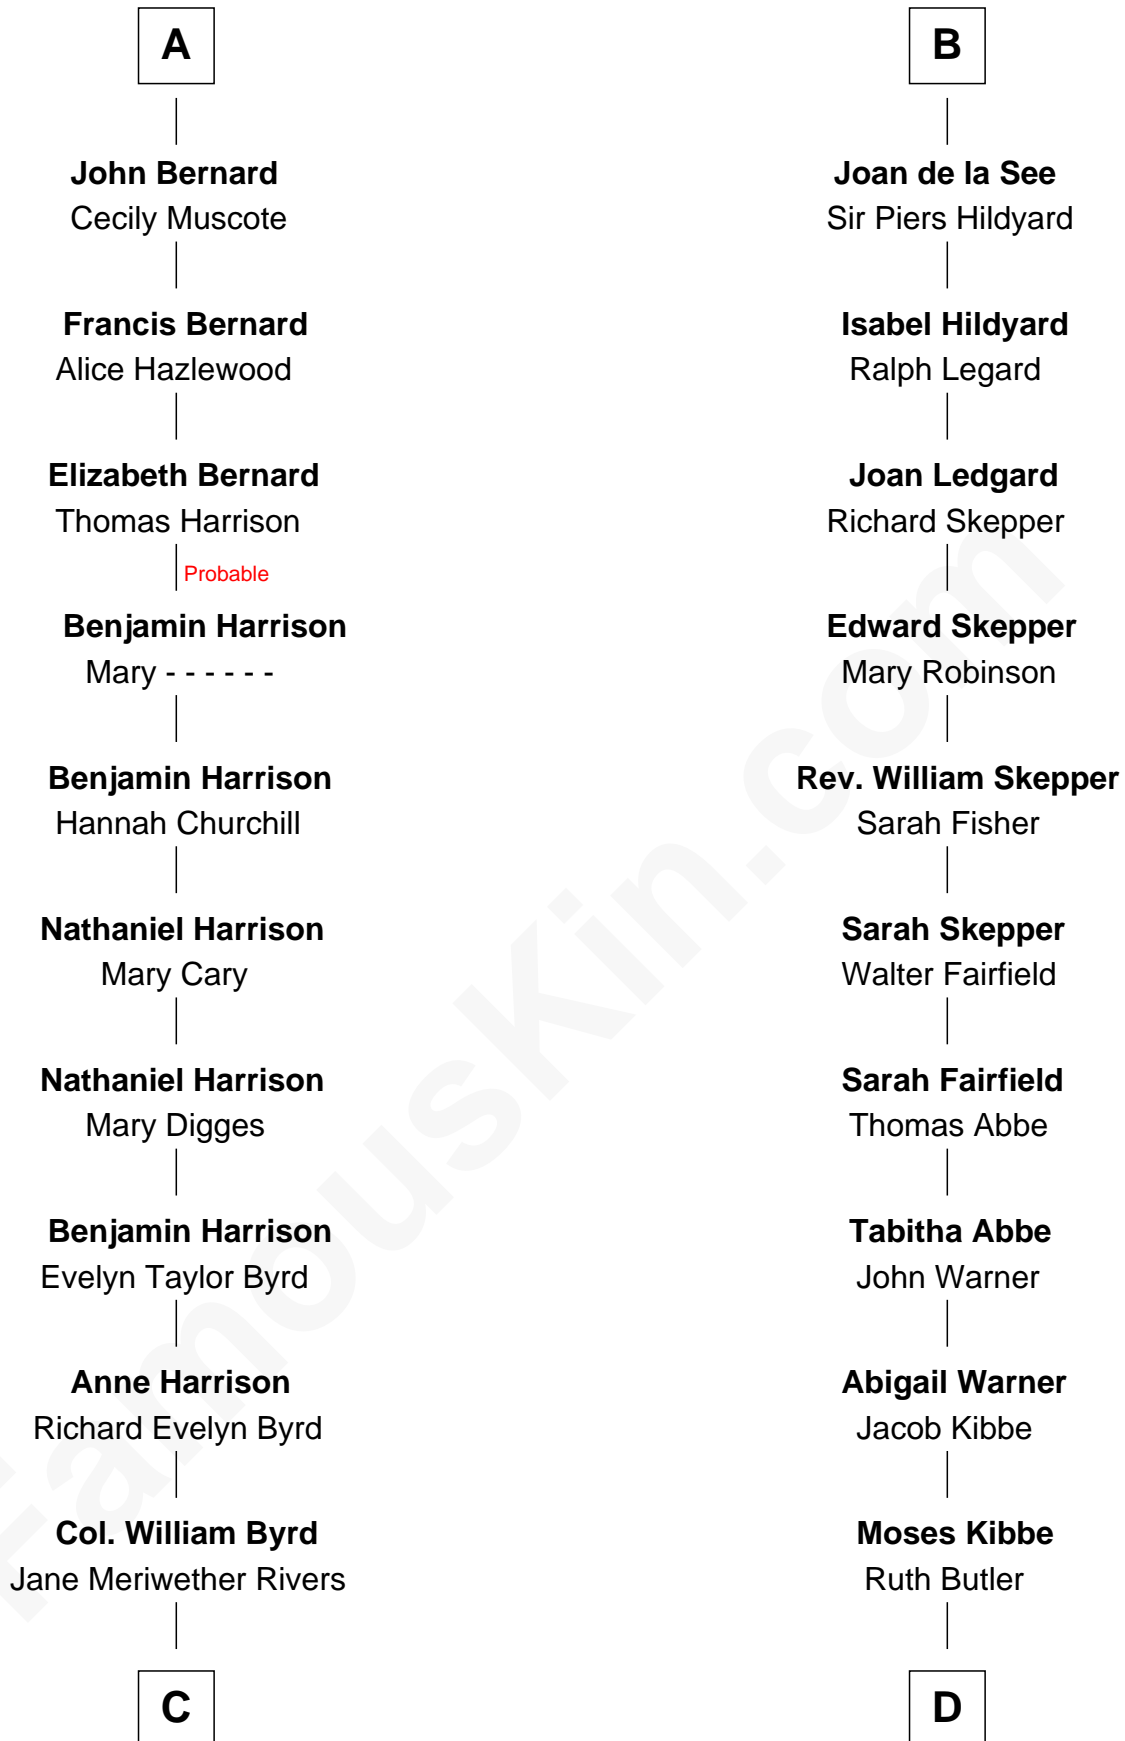 A
John Bernard
Cecily Muscote
Francis Bernard
Alice Hazlewood
Elizabeth Bernard
Thomas Harrison
Probable
Benjamin Harrison
Mary - - - - - -
Benjamin Harrison
Hannah Churchill
Nathaniel Harrison
Mary Cary
Nathaniel Harrison
Mary Digges
Benjamin Harrison
Evelyn Taylor Byrd
Anne Harrison
Richard Evelyn Byrd
Col. William Byrd
Jane Meriwether Rivers
C
B
Joan de la See
Sir Piers Hildyard
Isabel Hildyard
Ralph Legard
Joan Ledgard
Richard Skepper
Edward Skepper
Mary Robinson
Rev. William Skepper
Sarah Fisher
Sarah Skepper
Walter Fairfield
Sarah Fairfield
Thomas Abbe
Tabitha Abbe
John Warner
Abigail Warner
Jacob Kibbe
Moses Kibbe
Ruth Butler
D
FamousKin.com